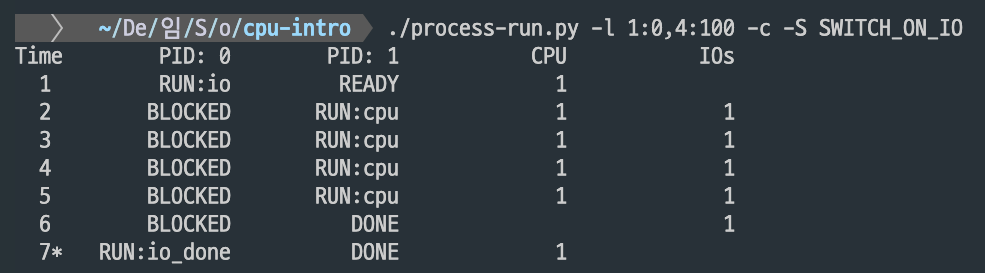 ~/De/임/S/o/cpu-intro ./process-run.py -l 1:0,4:100 -c -S SWITCH_ON_IO
Time PID: 0 PID: 1 CPU IOs
1 RUN:io READY 1
2 BLOCKED RUN:cpu 1 1
3 BLOCKED RUN:cpu 1 1
4 BLOCKED RUN:cpu 1 1
5 BLOCKED RUN:cpu 1 1
6 BLOCKED DONE 1
7* RUN:io_done DONE 1